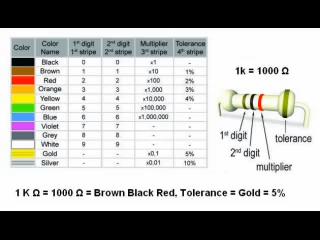 Color Color Name 1st digit 1st stripe 2nd digit 2nd stripe Multiplier 3rd stripe Tolerance 4th stripe
Black 0 0 x1 -
Brown 1 1 x10 1%
Red 2 2 x100 2%
Orange 3 3 x1,000 3%
Yellow 4 4 x10,000 4%
Green 5 5 x100,000 -
Blue 6 6 x1,000,000 -
Violet 7 7 - -
Grey 8 8 - -
White 9 9 - -
Gold - - x0.1 5%
Silver - - x0.01 10%
1k = 1000 Ω
1st digit
2nd digit
multiplier
tolerance
1 K Ω = 1000 Ω = Brown Black Red, Tolerance = Gold = 5%